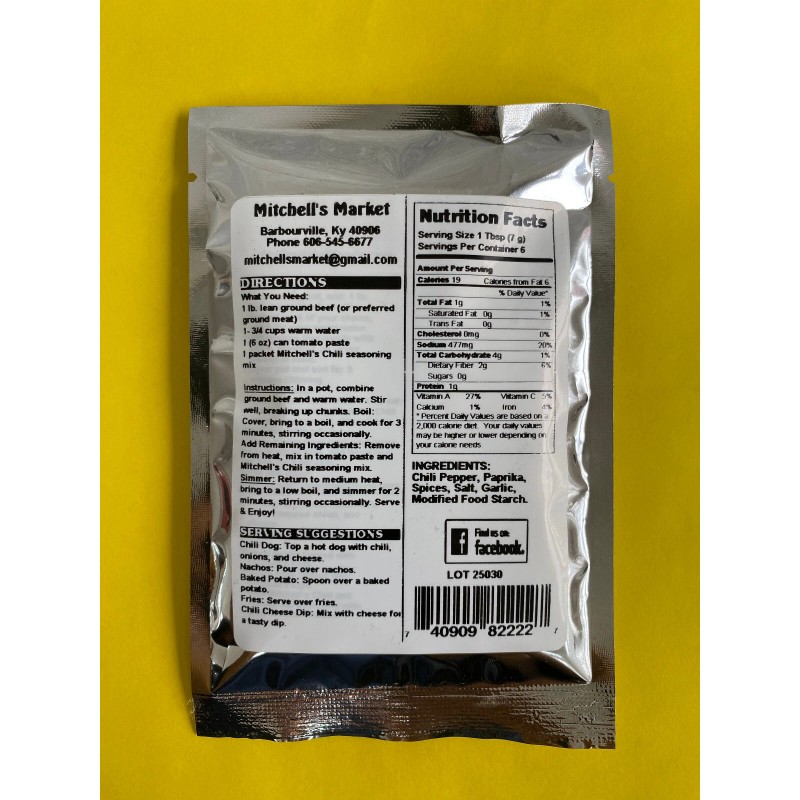 Mitchell's Market
Barbourville, Ky 40906
Phone 606-545-6677
mitchellsmarket@gmail.com
DIRECTIONS
What You Need:
1 lb. lean ground beef (or preferred
ground meat)
1- 3/4 cups warm water
1 (6 oz) can tomato paste
1 packet Mitchell's Chili seasoning
mix
Instructions: In a pot, combine
ground beef and warm water. Stir
well, breaking up chunks. Boil:
Cover, bring to a boil, and cook for 3
minutes, stirring occasionally.
Add Remaining Ingredients: Remove
from heat, mix in tomato paste and
Mitchell's Chili seasoning mix.
Simmer: Return to medium heat,
bring to a low boil, and simmer for 2
minutes, stirring occasionally. Serve
& Enjoy!
SERVING SUGGESTIONS
Chili Dog: Top a hot dog with chili,
onions, and cheese.
Nachos: Pour over nachos.
Baked Potato: Spoon over a baked
potato.
Fries: Serve over fries.
Chili Cheese Dip: Mix with cheese for
a tasty dip.
Nutrition Facts
Serving Size 1 Tbsp (7 g)
Servings Per Container 6
Amount Per Serving
Calories 19 Calories from Fat 6
% Daily Value*
Total Fat 1g 1%
Saturated Fat 0g 1%
Trans Fat 0g
Cholesterol 0mg 0%
Sodium 477mg 20%
Total Carbohydrate 4g 1%
Dietary Fiber 2g 6%
Sugars 0g
Protein 1g
Vitamin A 27% Vitamin C 5%
Calcium 1% Iron 4%
* Percent Daily Values are based on a
2,000 calorie diet. Your daily values
may be higher or lower depending on
your calorie needs
INGREDIENTS:
Chili Pepper, Paprika,
Spices, Salt, Garlic,
Modified Food Starch.
f Find us on:
facebook.
LOT 25030
7 40909 82222 7